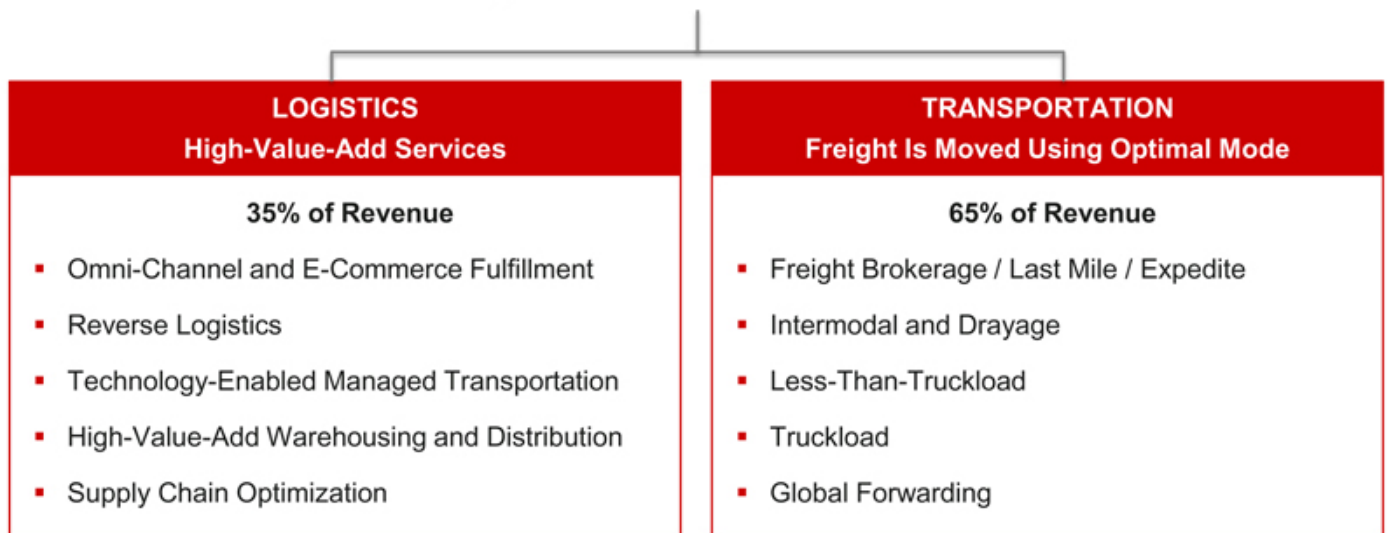 LOGISTICS
High-Value-Add Services
35% of Revenue
▪ Omni-Channel and E-Commerce Fulfillment
▪ Reverse Logistics
▪ Technology-Enabled Managed Transportation
▪ High-Value-Add Warehousing and Distribution
▪ Supply Chain Optimization
TRANSPORTATION
Freight Is Moved Using Optimal Mode
65% of Revenue
▪ Freight Brokerage / Last Mile / Expedite
▪ Intermodal and Drayage
▪ Less-Than-Truckload
▪ Truckload
▪ Global Forwarding